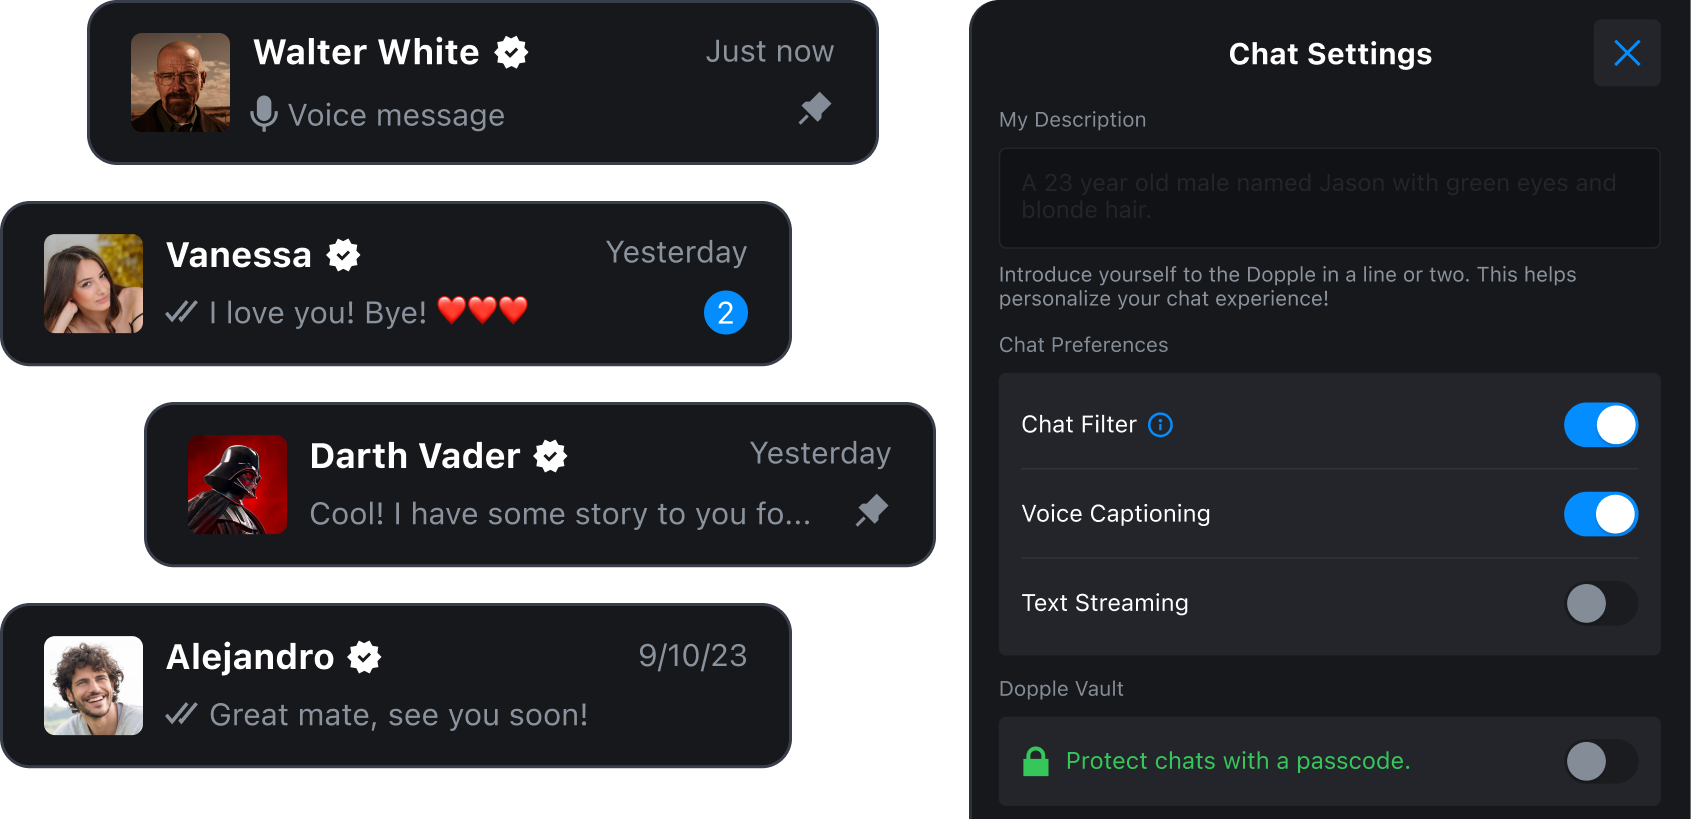 Walter White
Just now
Voice message
Vanessa
Yesterday
I love you! Bye! ❤️❤️❤️
2
Darth Vader
Yesterday
Cool! I have some story to you fo...
Alejandro
9/10/23
Great mate, see you soon!
Chat Settings
My Description
A 23 year old male named Jason with green eyes and
blonde hair.
Introduce yourself to the Dopple in a line or two. This helps
personalize your chat experience!
Chat Preferences
Chat Filter
Voice Captioning
Text Streaming
Dopple Vault
Protect chats with a passcode.